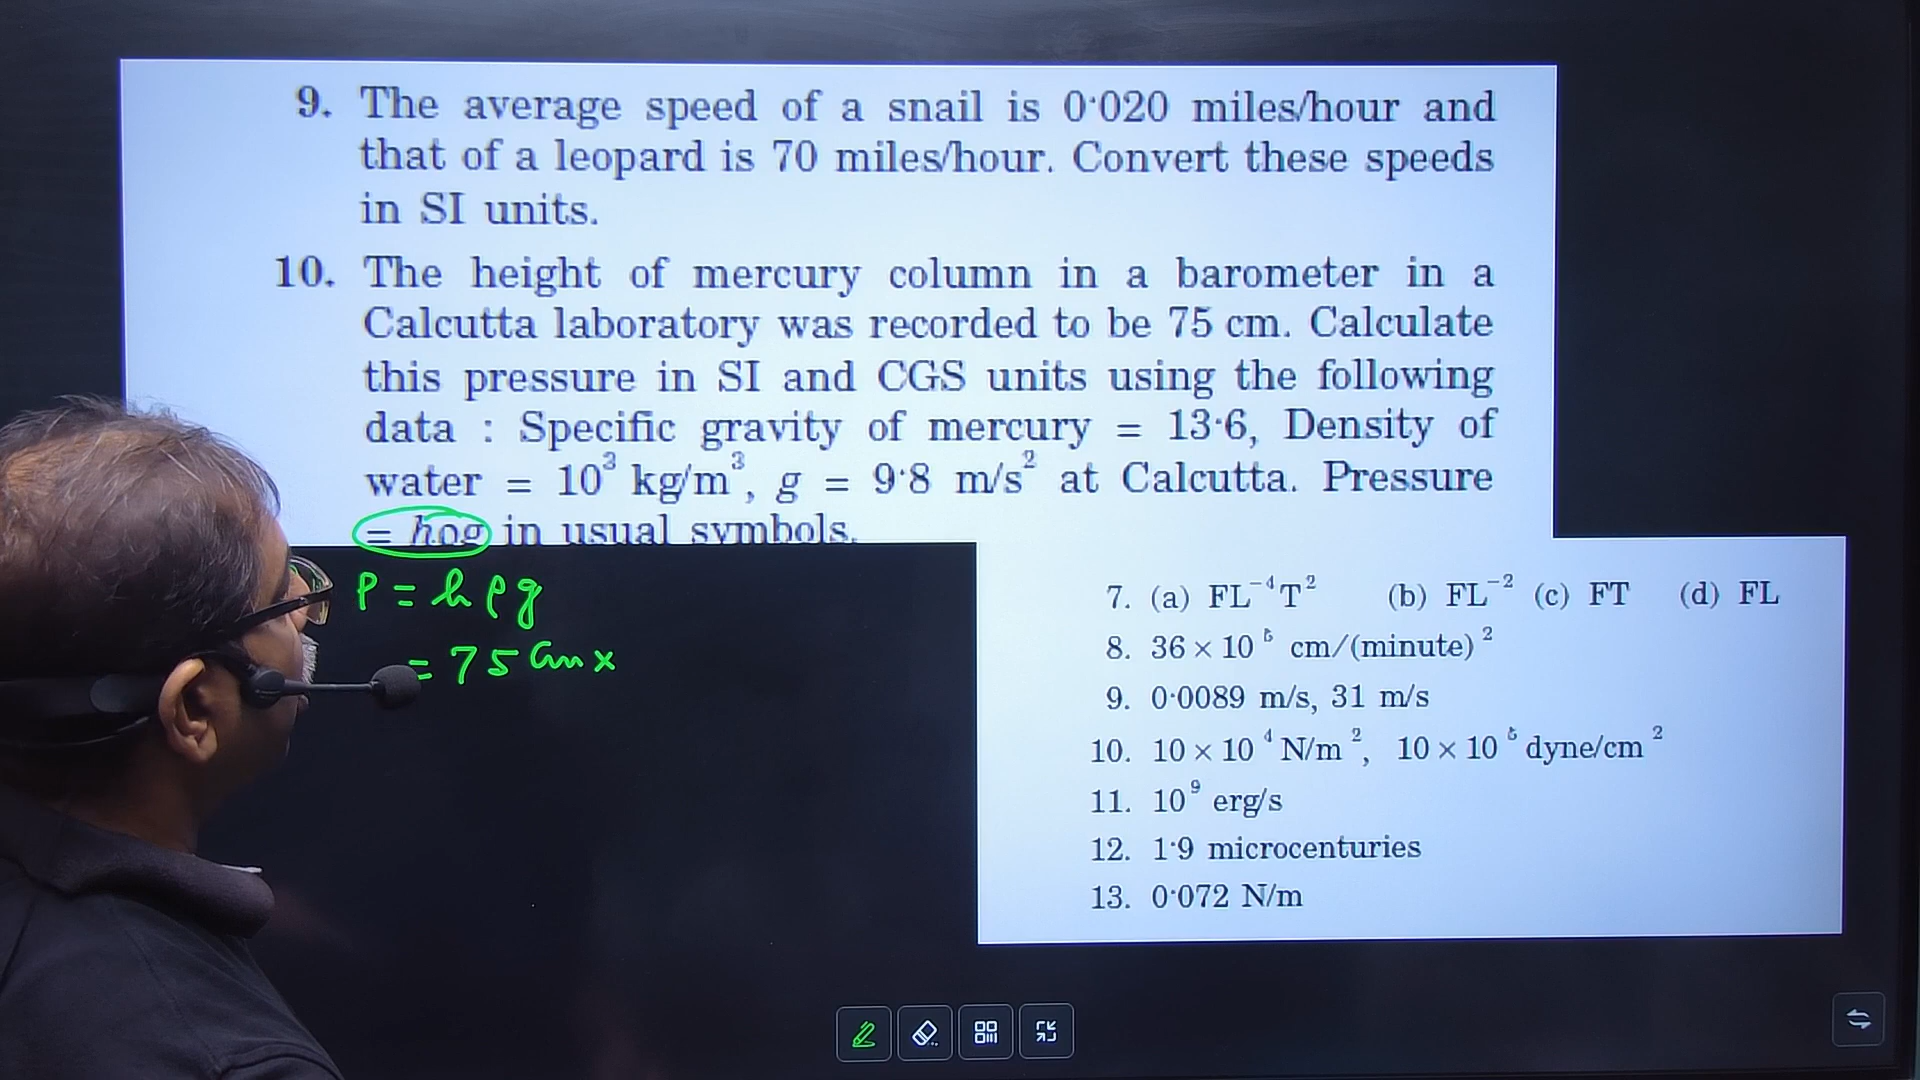 9. The average speed of a snail is 0·020 miles/hour and
that of a leopard is 70 miles/hour. Convert these speeds
in SI units.
10. The height of mercury column in a barometer in a
Calcutta laboratory was recorded to be 75 cm. Calculate
this pressure in SI and CGS units using the following
data : Specific gravity of mercury = 13·6, Density of
water = 10³ kg/m³, g = 9·8 m/s² at Calcutta. Pressure
= hρg in usual symbols.
P = hρg
= 75 cm x
7. (a) FL⁻⁴T² (b) FL⁻² (c) FT (d) FL
8. 36 × 10⁵ cm/(minute)²
9. 0·0089 m/s, 31 m/s
10. 10 × 10⁴ N/m², 10 × 10⁵ dyne/cm²
11. 10⁹ erg/s
12. 1·9 microcenturies
13. 0·072 N/m